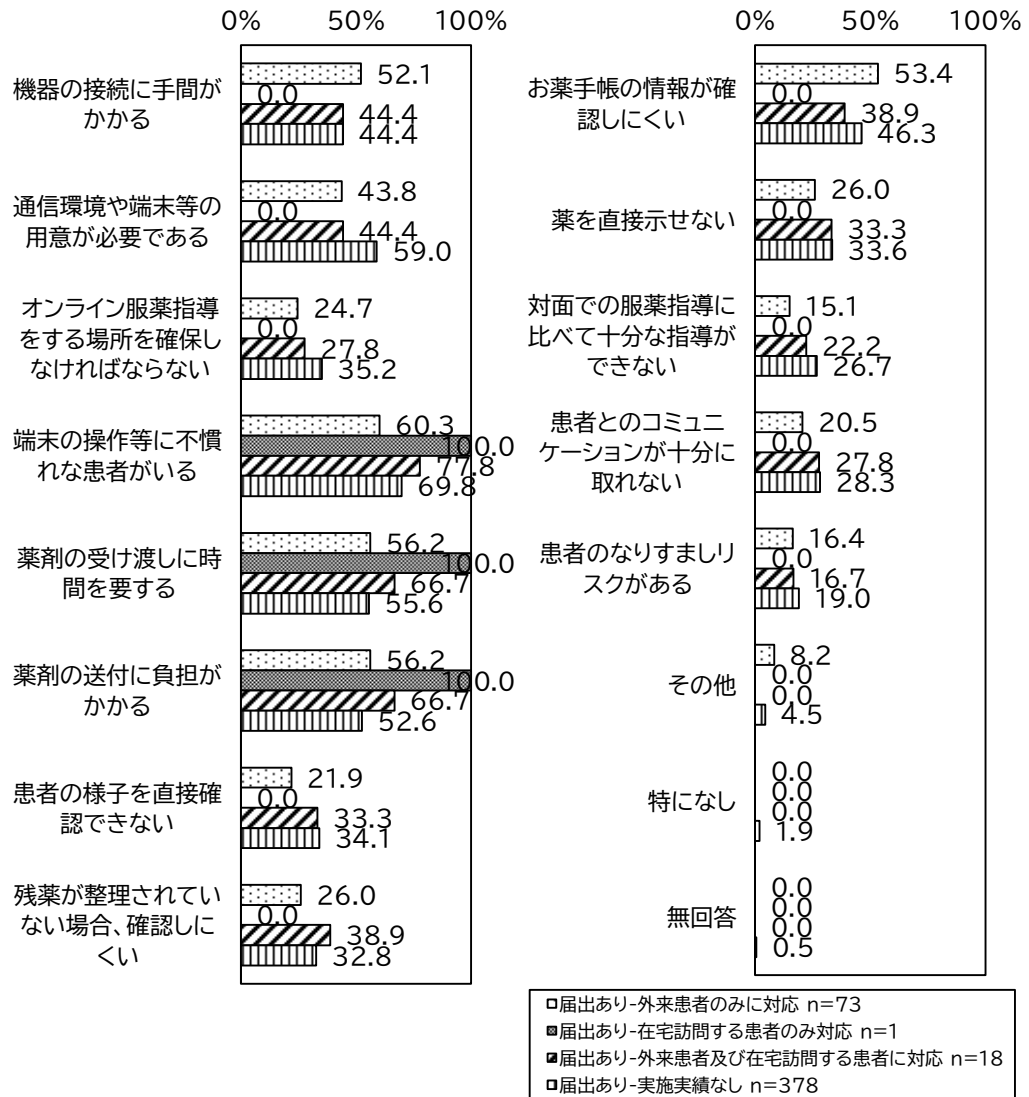 0% 50% 100%
機器の接続に手間が
かかる
52.1
0.0
44.4
44.4
通信環境や端末等の
用意が必要である
43.8
0.0
44.4
59.0
オンライン服薬指導
をする場所を確保し
なければならない
24.7
0.0
27.8
35.2
端末の操作等に不慣
れな患者がいる
60.3
100.0
77.8
69.8
薬剤の受け渡しに時
間を要する
56.2
100.0
66.7
55.6
薬剤の送付に負担が
かかる
56.2
100.0
66.7
52.6
患者の様子を直接確
認できない
21.9
0.0
33.3
34.1
残薬が整理されてい
ない場合、確認しに
くい
26.0
0.0
38.9
32.8
0% 50% 100%
お薬手帳の情報が確
認しにくい
53.4
0.0
38.9
46.3
薬を直接示せない
26.0
0.0
33.3
33.6
対面での服薬指導に
比べて十分な指導が
できない
15.1
0.0
22.2
26.7
患者とのコミュニ
ケーションが十分に
取れない
20.5
0.0
27.8
28.3
患者のなりすましリ
スクがある
16.4
0.0
16.7
19.0
その他
8.2
0.0
0.0
4.5
特になし
0.0
0.0
0.0
1.9
無回答
0.0
0.0
0.0
0.5
届出あり-外来患者のみに対応 n=73
届出あり-在宅訪問する患者のみ対応 n=1
届出あり-外来患者及び在宅訪問する患者に対応 n=18
届出あり-実施実績なし n=378